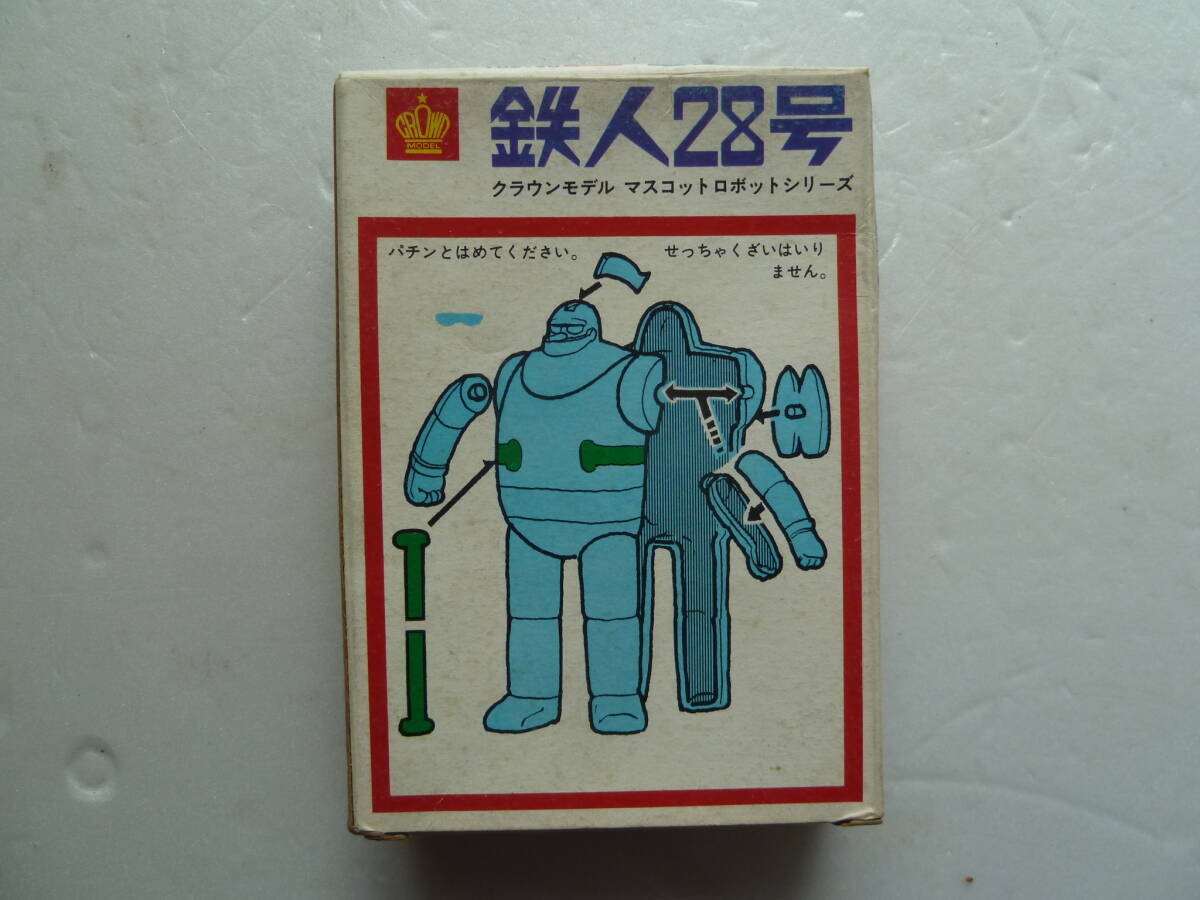 CROWN
MODEL
鉄人28号
クラウンモデル マスコットロボットシリーズ
パチンとはめてください。
せっちゃくざいはいり
ません。